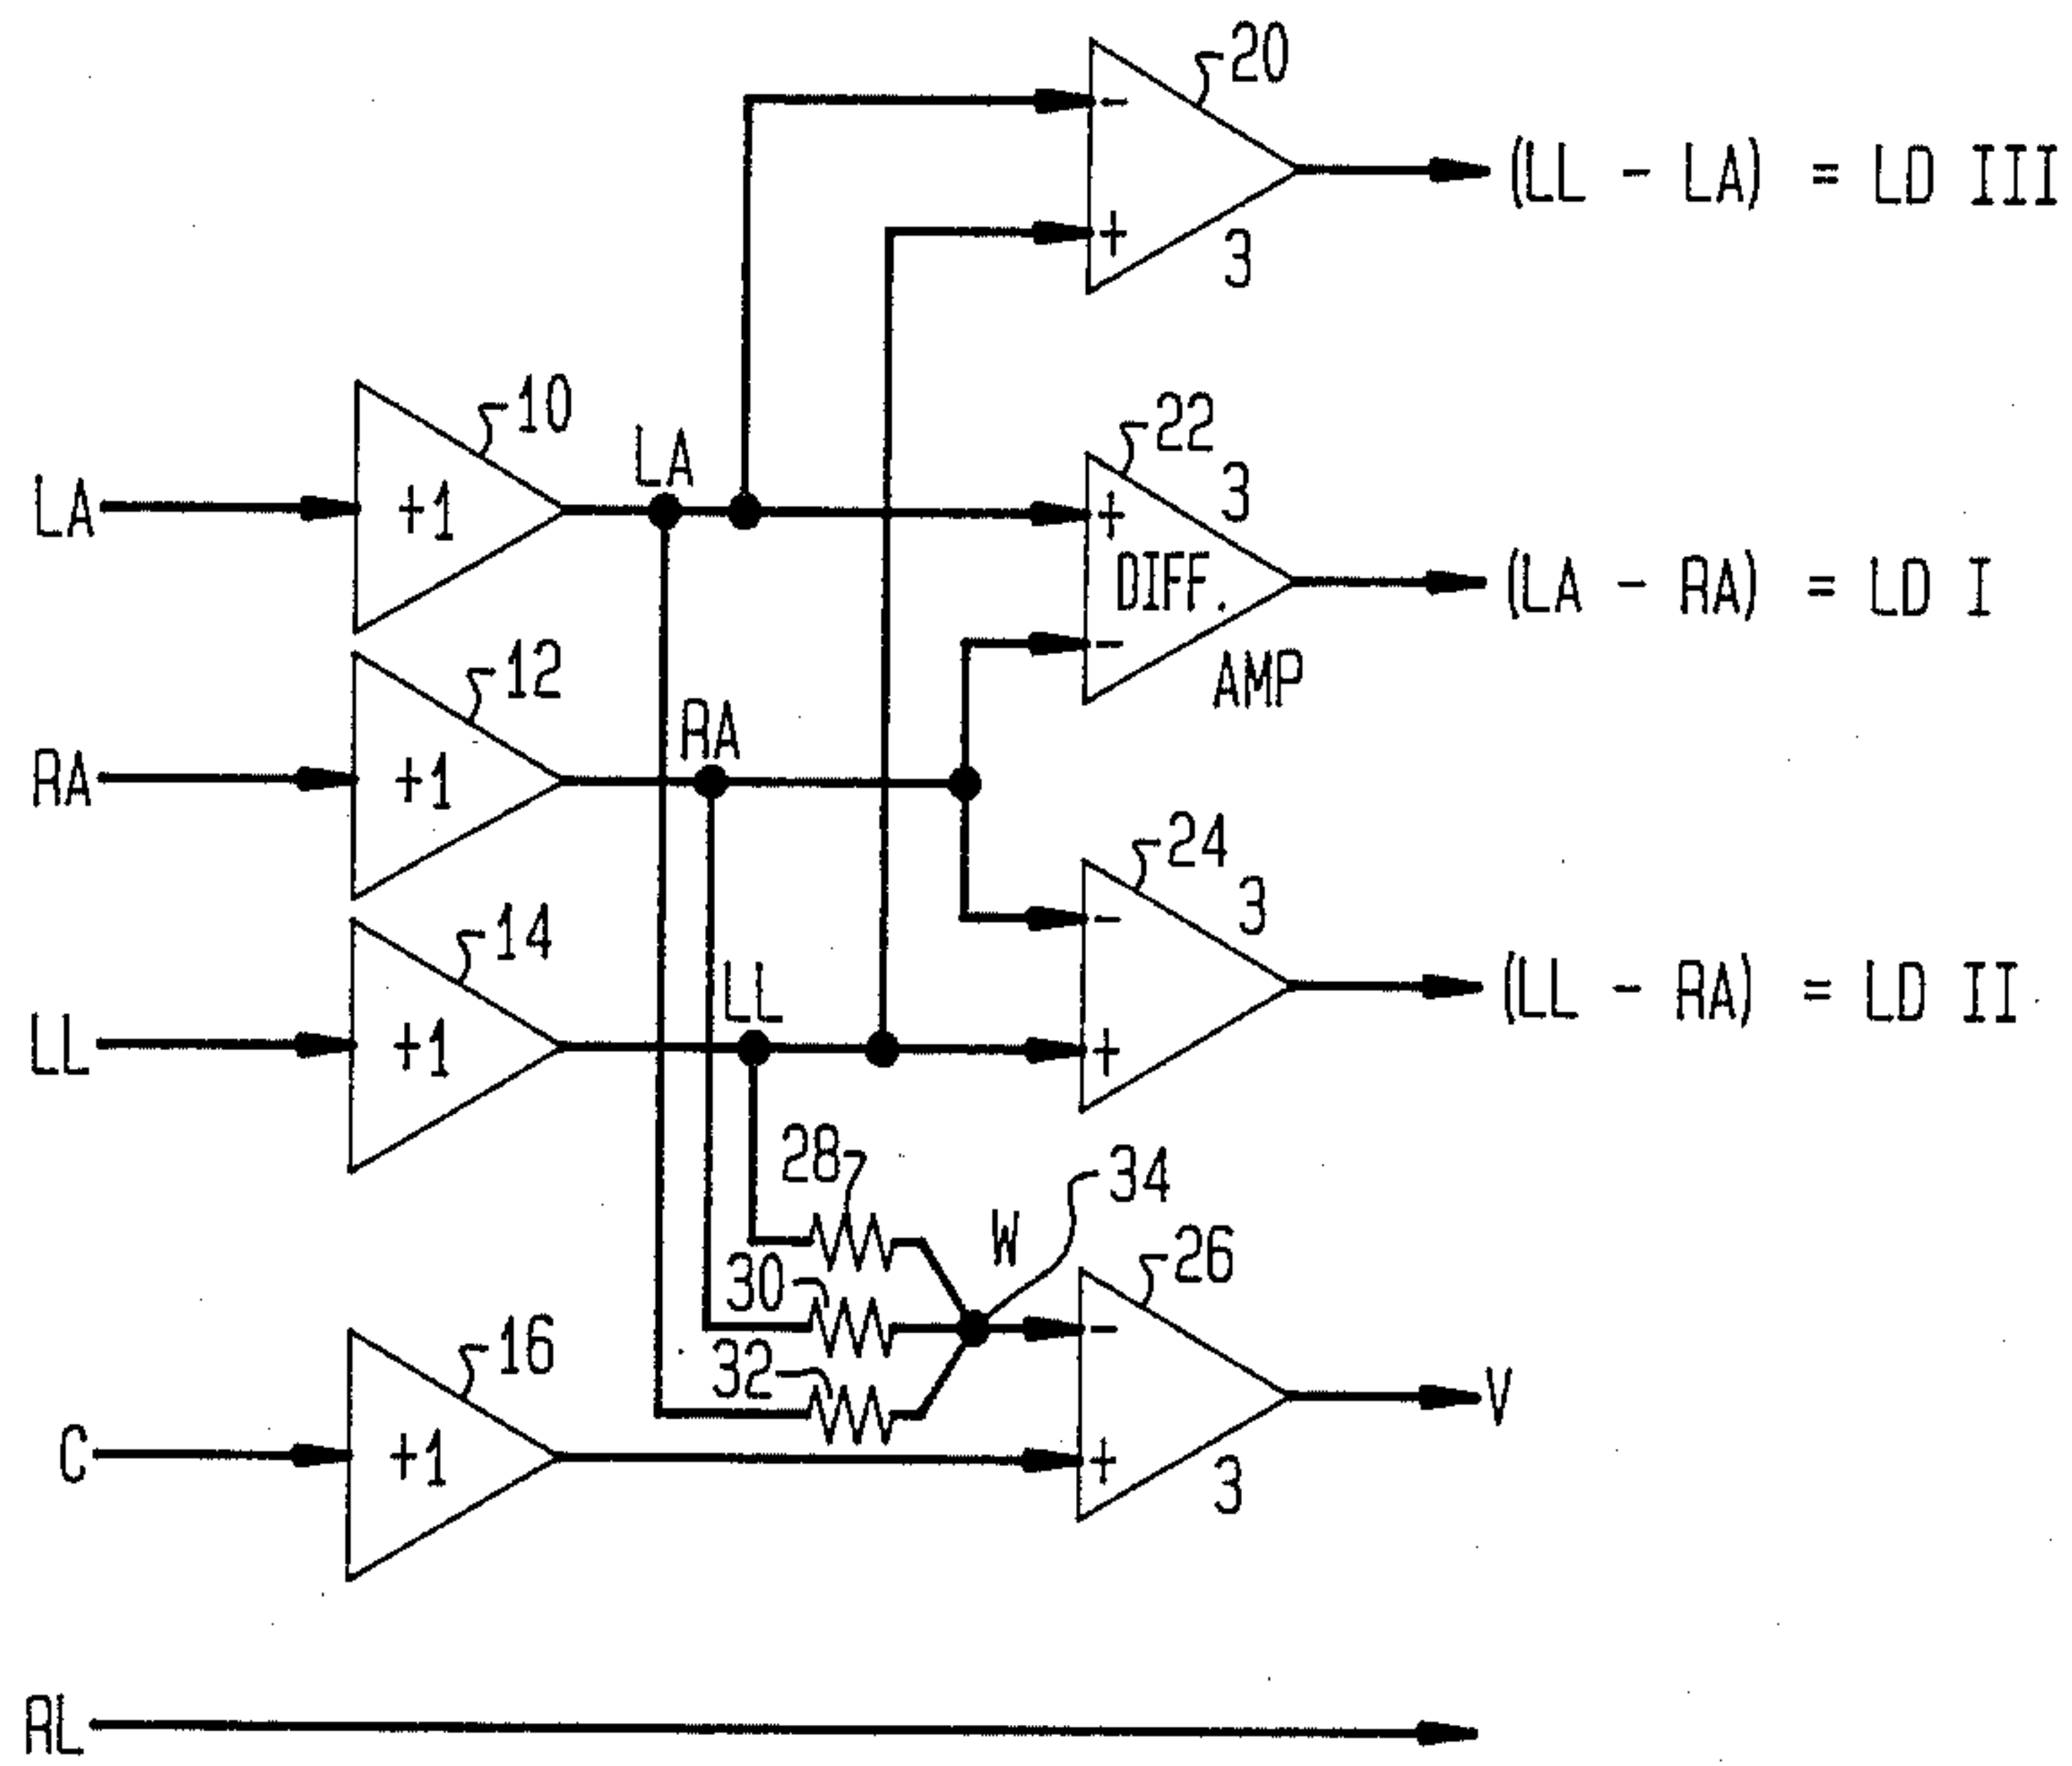 20
- (LL - LA) = LD III
+
3
10
LA
22
3
LA +1 +
DIFF. (LA - RA) = LD I
12
-
AMP
RA
RA +1
24
3
14
-
LL
(LL - RA) = LD II
LL +1 +
28
34
W
26
30
-
16
32
V
C +1 +
3
RL